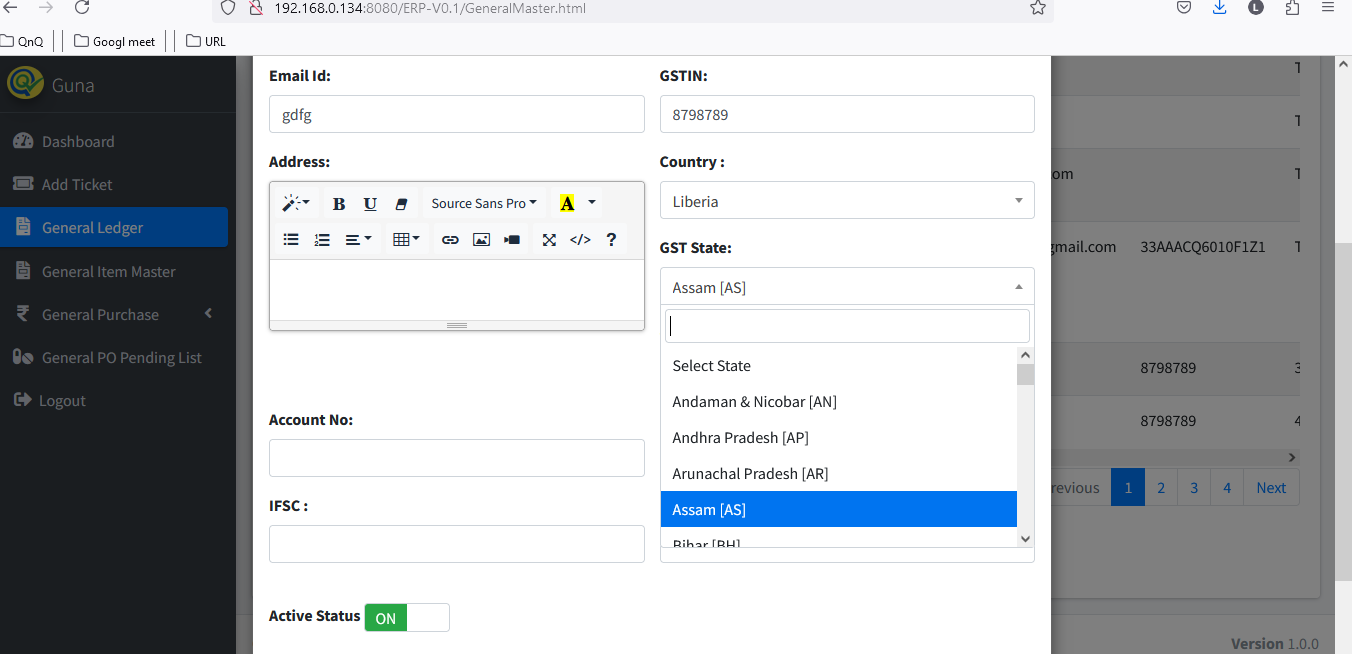 192.168.0.134:8080/ERP-V0.1/GeneralMaster.html
L
QnQ
Googl meet
URL
Guna
Dashboard
Add Ticket
General Ledger
General Item Master
General Purchase
General PO Pending List
Logout
Email Id:
gdfg
GSTIN:
8798789
Address:
B U Source Sans Pro A
</> ?
Country :
Liberia
GST State:
Assam [AS]
Select State
Andaman & Nicobar [AN]
Andhra Pradesh [AP]
Arunachal Pradesh [AR]
Assam [AS]
Bihar [BH]
Account No:
IFSC :
Active Status ON
om
gmail.com 33AAACQ6010F1Z1
8798789 3
8798789 4
revious 1 2 3 4 Next
Version 1.0.0